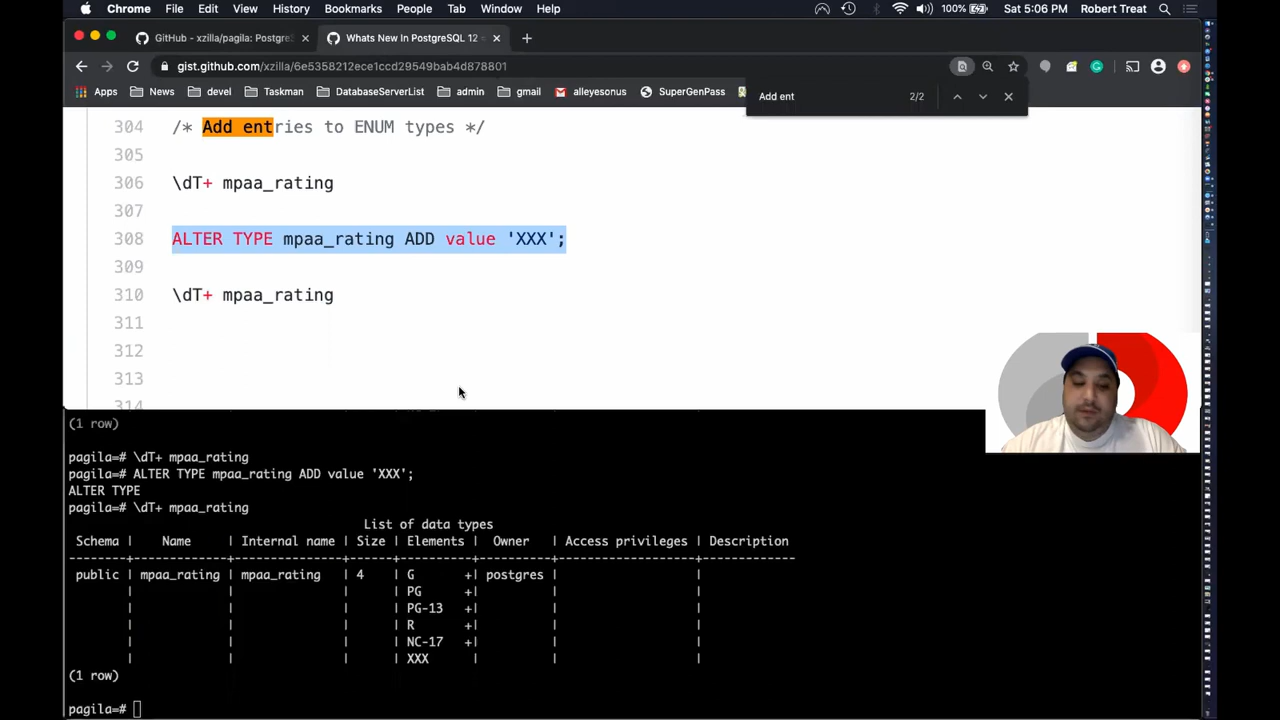 Chrome File Edit View History Bookmarks People Tab Window Help 100% Sat 5:06 PM Robert Treat
GitHub - xzilla/pagila: Postgre
Whats New In PostgreSQL 12
gist.github.com/xzilla/6e5358212ece1ccd29540bab4d8788
Apps News devel Taskman DatabaseServerList admin gmail alleyesonus SuperGenPass
Add ent 2/2
304 /* Add entries to ENUM types */
305
306 \dT+ mpaa_rating
307
308 ALTER TYPE mpaa_rating ADD value 'XXX';
309
310 \dT+ mpaa_rating
311
312
313
314
(1 row)
pagila=# \dT+ mpaa_rating
pagila=# ALTER TYPE mpaa_rating ADD value 'XXX';
ALTER TYPE
pagila=# \dT+ mpaa_rating
List of data types
Schema | Name | Internal name | Size | Elements | Owner | Access privileges | Description
--------+-------------+---------------+------+----------+----------+-------------------+-------------
public | mpaa_rating | mpaa_rating | 4 | G +| postgres | |
| | | | PG +| | |
| | | | PG-13 +| | |
| | | | R +| | |
| | | | NC-17 +| | |
| | | | XXX | | |
(1 row)
pagila=#